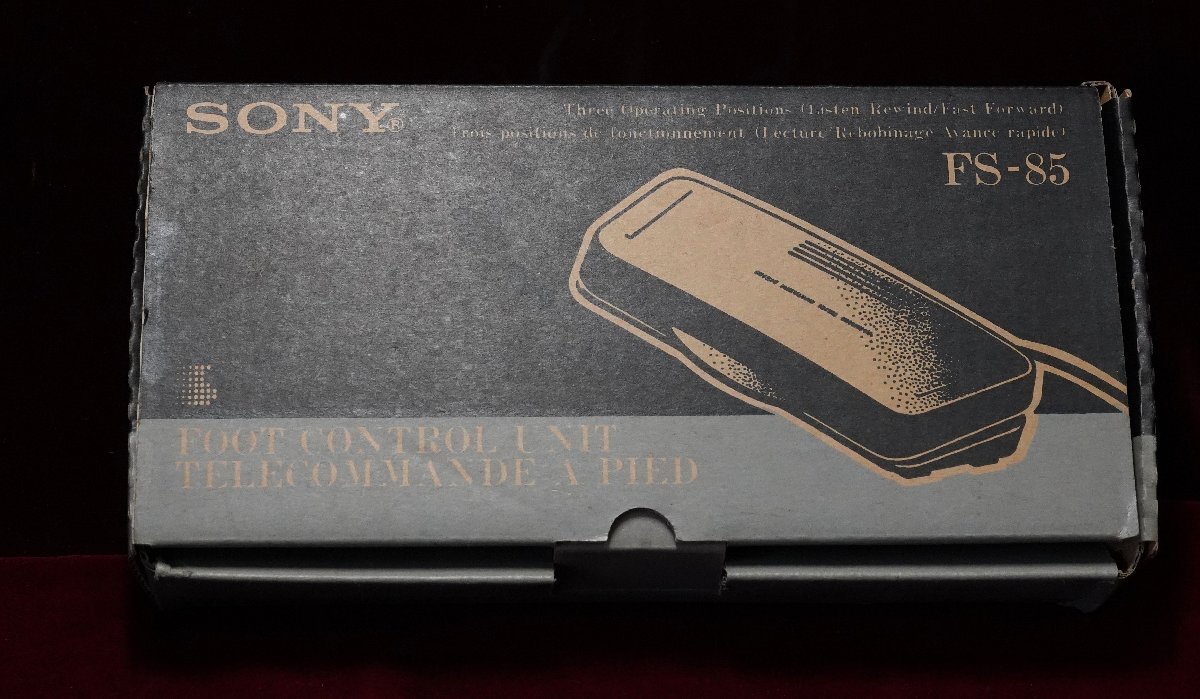 SONY®
Three Operating Positions (Listen Rewind/Fast Forward)
Trois positions de fonctionnement (Lecture Rebobinage Avance rapide)
FS-85
FOOT CONTROL UNIT
TELECOMMANDE A PIED